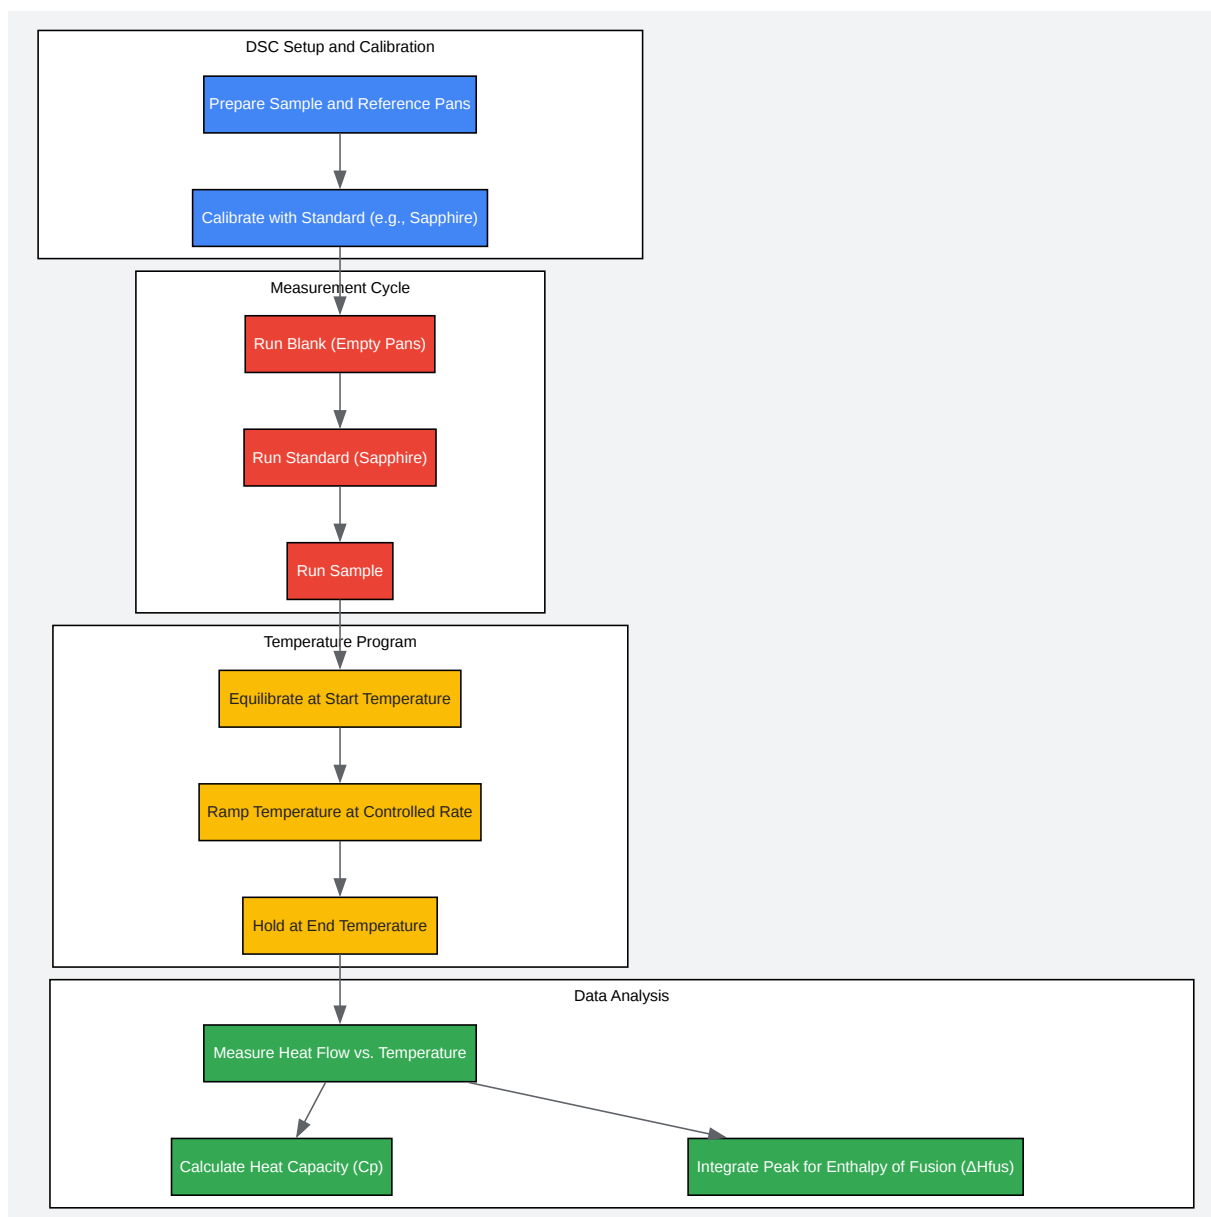 DSC Setup and Calibration
Prepare Sample and Reference Pans
Calibrate with Standard (e.g., Sapphire)
Measurement Cycle
Run Blank (Empty Pans)
Run Standard (Sapphire)
Run Sample
Temperature Program
Equilibrate at Start Temperature
Ramp Temperature at Controlled Rate
Hold at End Temperature
Data Analysis
Measure Heat Flow vs. Temperature
Calculate Heat Capacity (Cp)
Integrate Peak for Enthalpy of Fusion (ΔHfus)